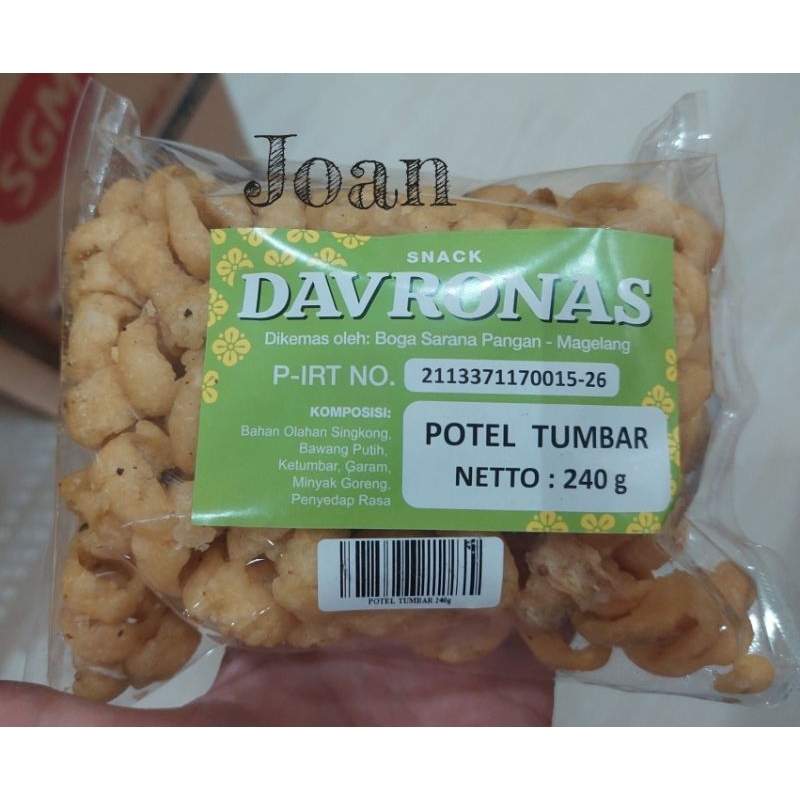 Joan
SGM
SNACK
DAVRONAS
Dikemas oleh: Boga Sarana Pangan - Magelang
P-IRT NO. 2113371170015-26
KOMPOSISI:
Bahan Olahan Singkong,
Bawang Putih,
Ketumbar, Garam,
Minyak Goreng,
Penyedap Rasa
POTEL TUMBAR
NETTO : 240 g
POTEL TUMBAR 240g